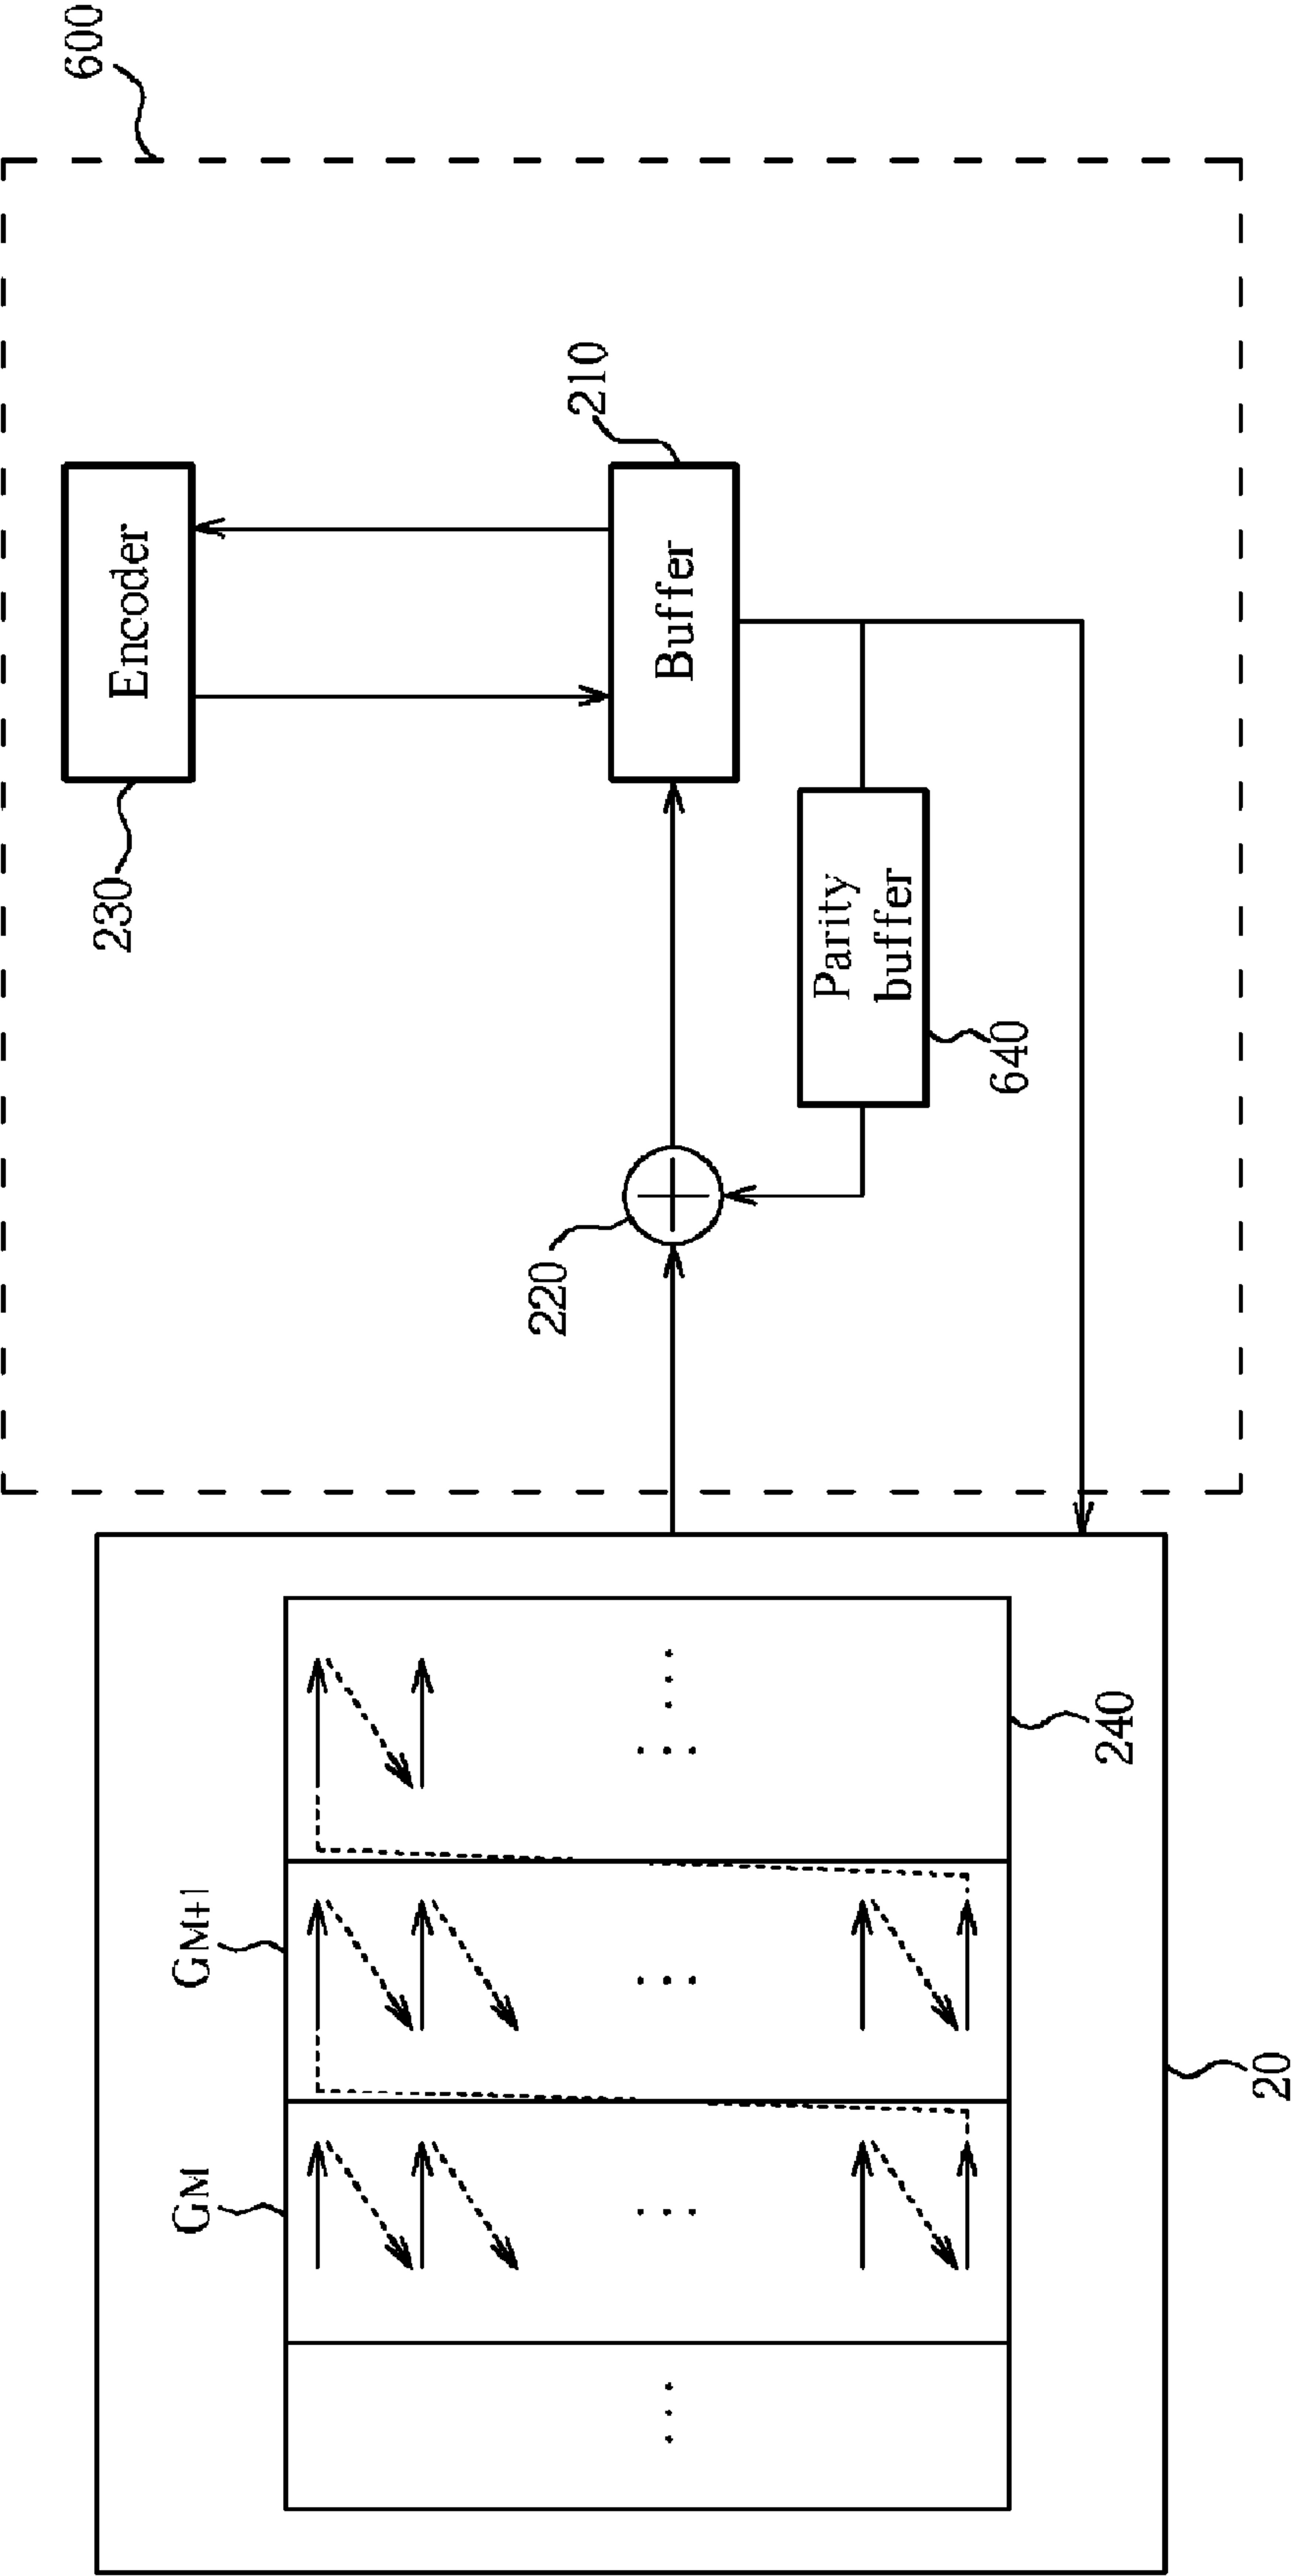 600
Encoder
230
210
Buffer
Parity
buffer
640
220
GM
GM+1
240
20